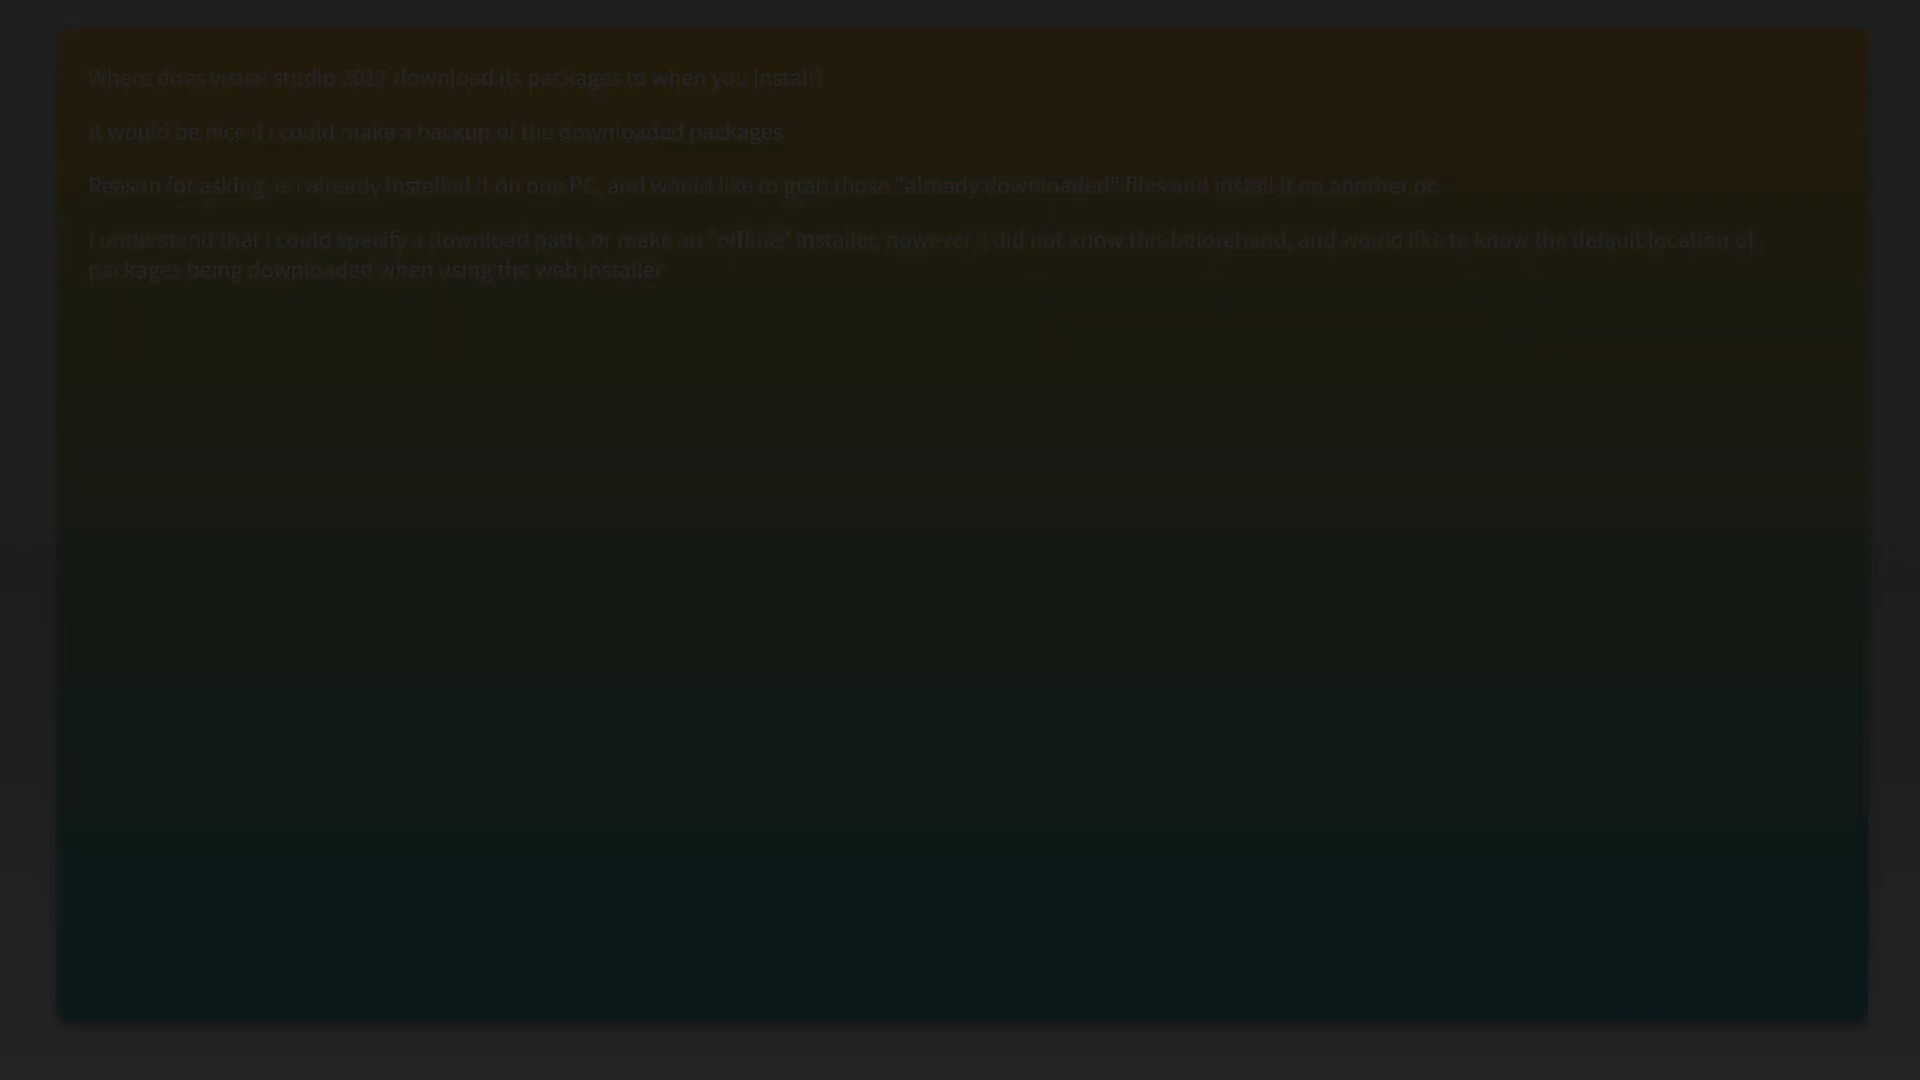 Where does visual studio 2017 download its packages to when you install?
It would be nice if i could make a backup of the downloaded packages
Reason for asking, is i already installed it on one PC, and would like to grab those "already downloaded" files and install it on another pc
I understand that i could specify a download path, or make an "offline" installer, however, i did not know this beforehand, and would like to know the default location of
packages being downloaded when using the web installer